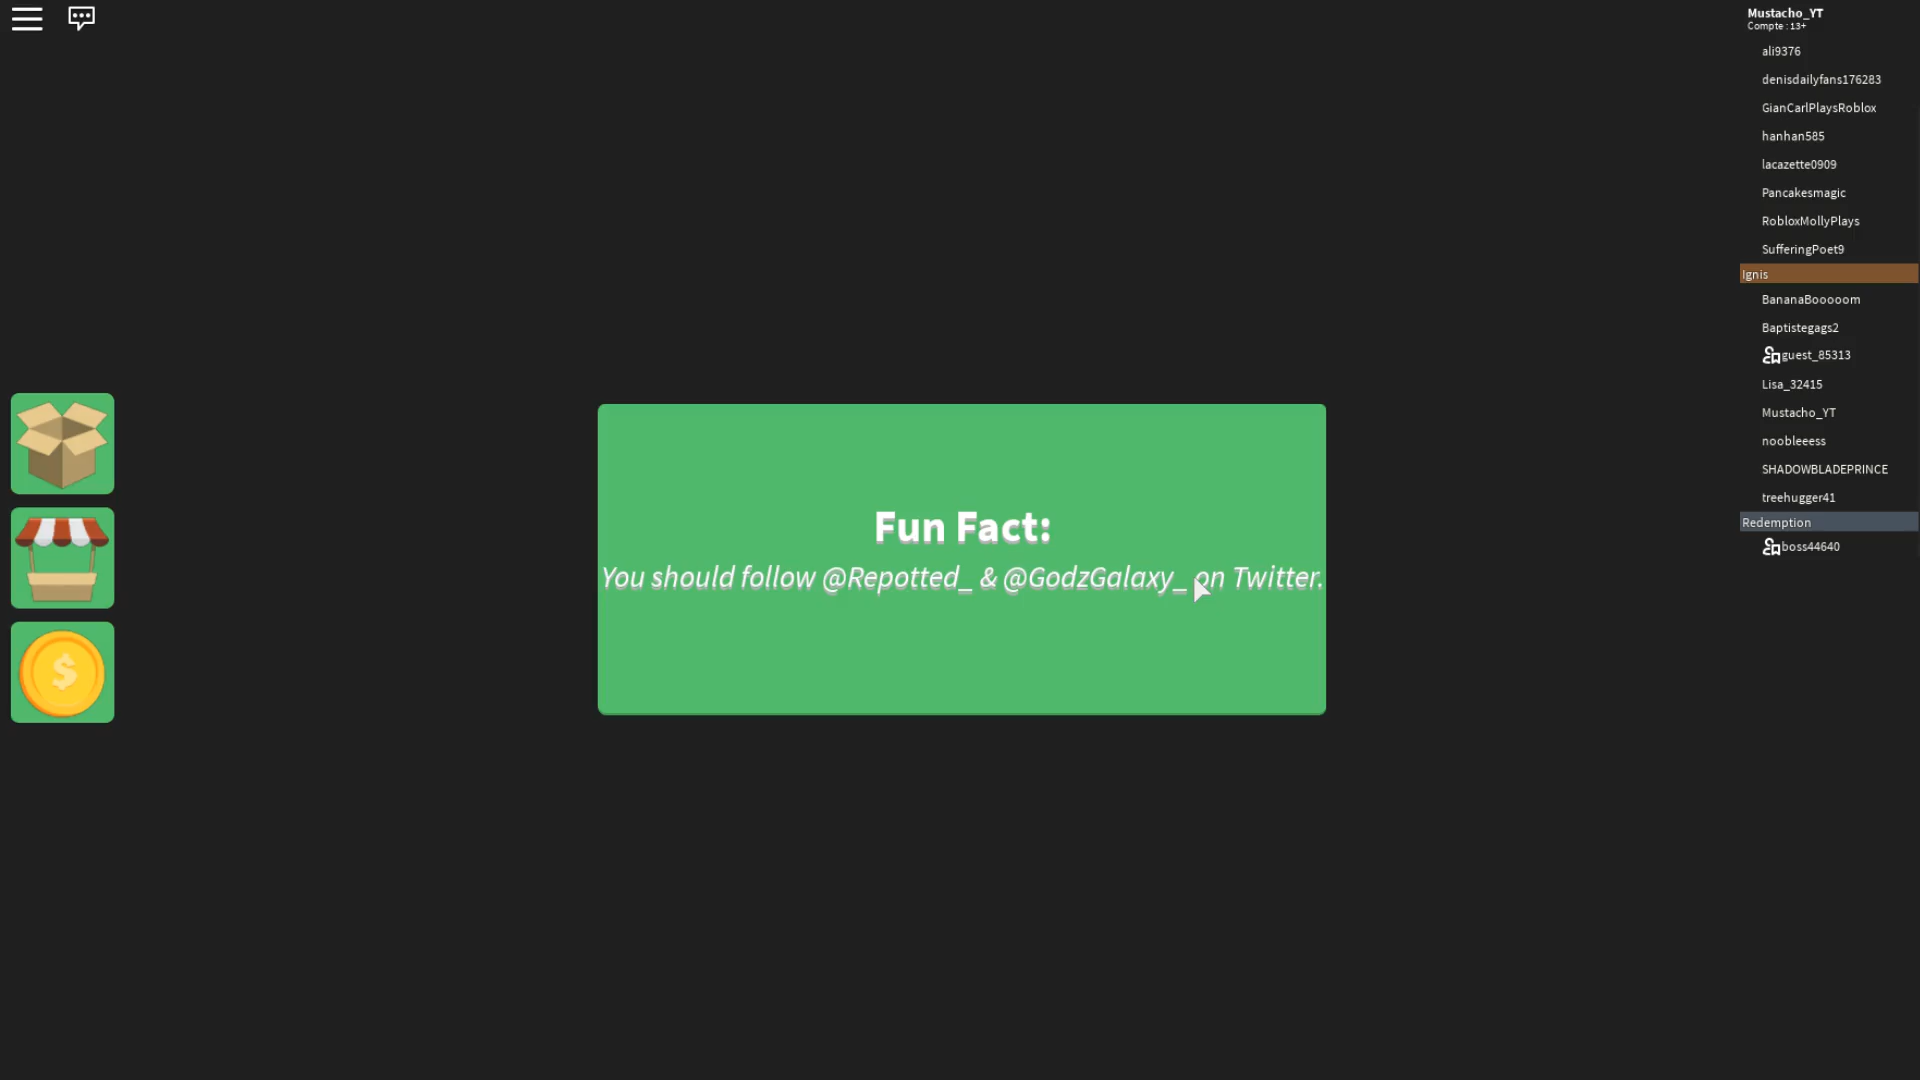 Mustacho_YT
Compte : 13+
ali9376
denisdailyfans176283
GianCarlPlaysRoblox
hanhan585
lacazette0909
Pancakesmagic
RobloxMollyPlays
SufferingPoet9
Ignis
BananaBooooom
Baptistegags2
guest_85313
Lisa_32415
Mustacho_YT
noobleeess
SHADOWBLADEPRINCE
treehugger41
Redemption
boss44640
Fun Fact:
You should follow @Repotted_ & @GodzGalaxy_ on Twitter.